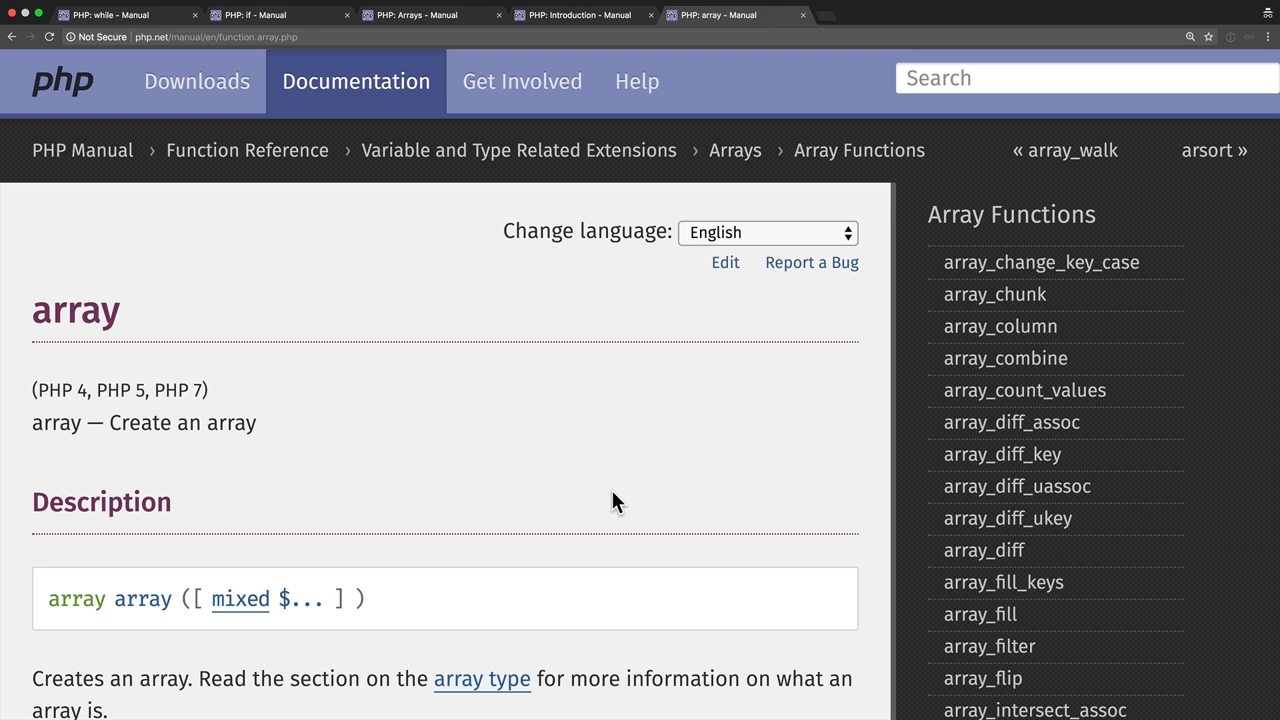 PHP: while - Manual
PHP: if - Manual
PHP: Arrays - Manual
PHP: Introduction - Manual
PHP: array - Manual
Not Secure | php.net/manual/en/function.array.php
php
Downloads
Documentation
Get Involved
Help
Search
PHP Manual › Function Reference › Variable and Type Related Extensions › Arrays › Array Functions
« array_walk
arsort »
Change language: English
Edit
Report a Bug
array
(PHP 4, PHP 5, PHP 7)
array — Create an array
Description
array array ([ mixed $... ] )
Creates an array. Read the section on the array type for more information on what an
array is.
Array Functions
array_change_key_case
array_chunk
array_column
array_combine
array_count_values
array_diff_assoc
array_diff_key
array_diff_uassoc
array_diff_ukey
array_diff
array_fill_keys
array_fill
array_filter
array_flip
array_intersect_assoc